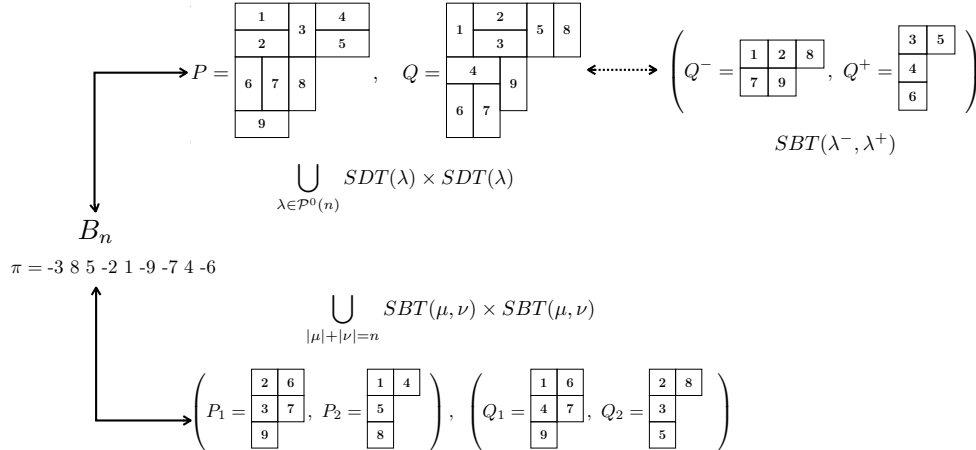 P = 1 2 3 4 5 6 7 8 9 , Q = 1 2 3 4 5 8 9 6 7
( Q⁻ = 1 2 8 7 9 , Q⁺ = 3 5 4 6 )
SBT(λ⁻, λ⁺)
⋃ SDT(λ) × SDT(λ)
λ∈𝒫⁰(n)
Bₙ
π = -3 8 5 -2 1 -9 -7 4 -6
⋃ SBT(μ, ν) × SBT(μ, ν)
|μ|+|ν|=n
( P₁ = 2 6 3 7 9 , P₂ = 1 4 5 8 ) , ( Q₁ = 1 6 4 7 9 , Q₂ = 2 8 3 5 )